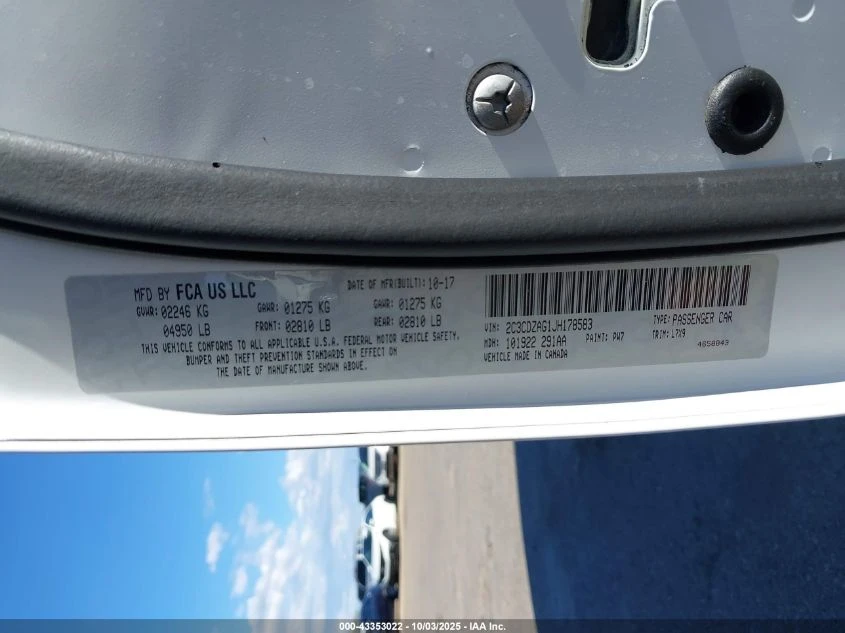 MFD BY FCA US LLC
DATE OF MFR(BUILT): 10-17
GVWR: 02246 KG
GAWR: 01275 KG
GAWR: 01275 KG
04950 LB
FRONT: 02810 LB
REAR: 02810 LB
THIS VEHICLE CONFORMS TO ALL APPLICABLE U.S.A. FEDERAL MOTOR VEHICLE SAFETY,
BUMPER AND THEFT PREVENTION STANDARDS IN EFFECT ON
THE DATE OF MANUFACTURE SHOWN ABOVE.
VIN: 2C3CDZAG1JH178583
TYPE: PASSENGER CAR
MDH: 101922 291AA
PAINT: PW7
TRIM: L7X9
VEHICLE MADE IN CANADA
4658943
000-43353022 - 10/03/2025 - IAA Inc.